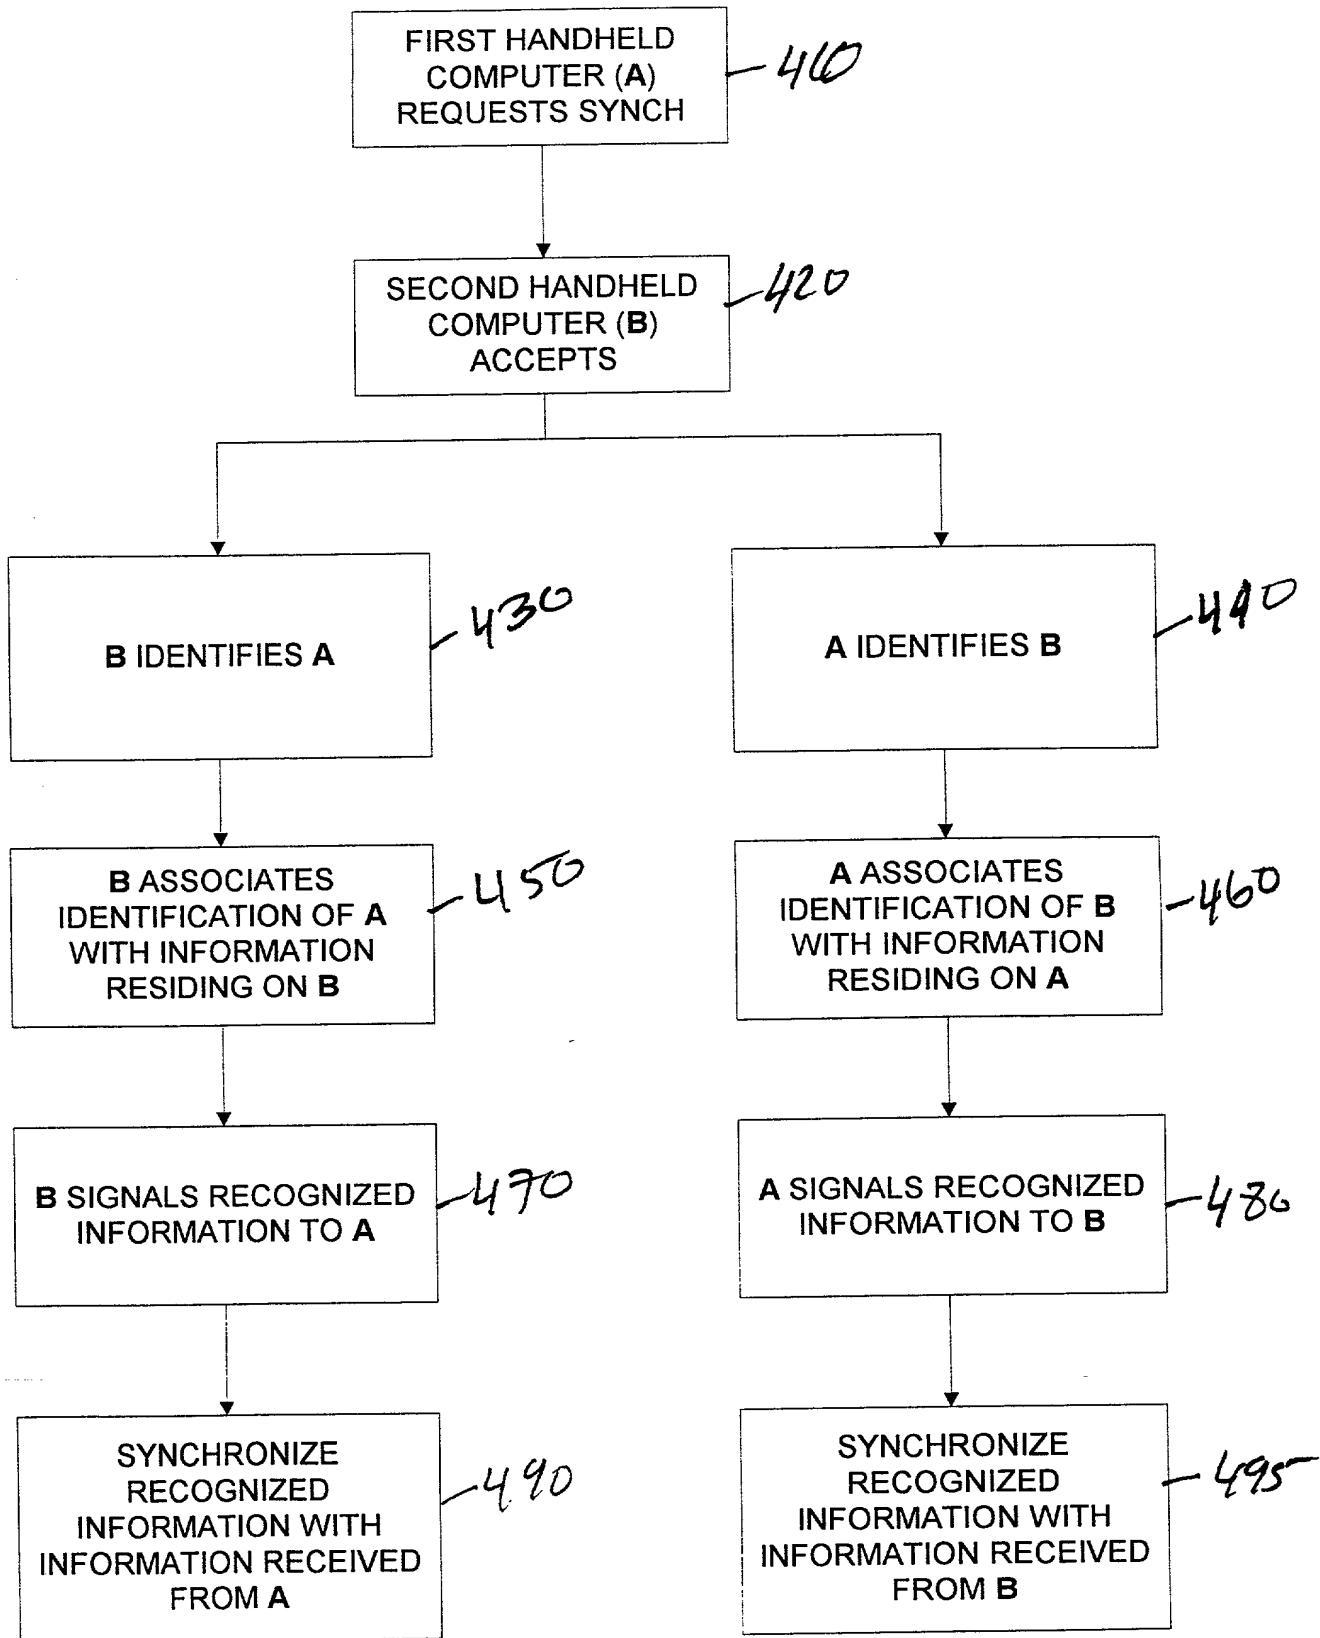 FIRST HANDHELD
COMPUTER (A)
REQUESTS SYNCH
410
SECOND HANDHELD
COMPUTER (B)
ACCEPTS
420
B IDENTIFIES A
430
A IDENTIFIES B
440
B ASSOCIATES
IDENTIFICATION OF A
WITH INFORMATION
RESIDING ON B
450
A ASSOCIATES
IDENTIFICATION OF B
WITH INFORMATION
RESIDING ON A
460
B SIGNALS RECOGNIZED
INFORMATION TO A
470
A SIGNALS RECOGNIZED
INFORMATION TO B
480
SYNCHRONIZE
RECOGNIZED
INFORMATION WITH
INFORMATION RECEIVED
FROM A
490
SYNCHRONIZE
RECOGNIZED
INFORMATION WITH
INFORMATION RECEIVED
FROM B
495